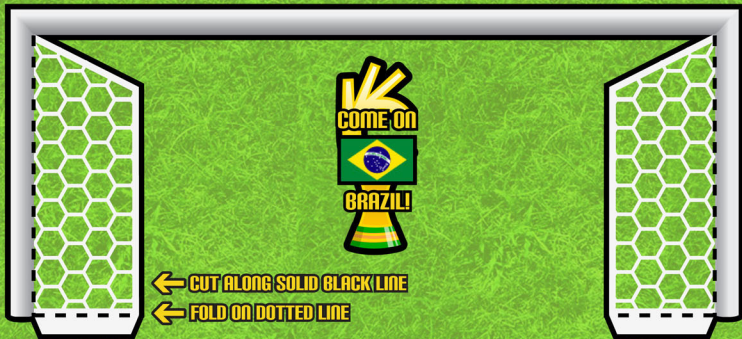 COME ON
BRAZIL!
CUT ALONG SOLID BLACK LINE
FOLD ON DOTTED LINE